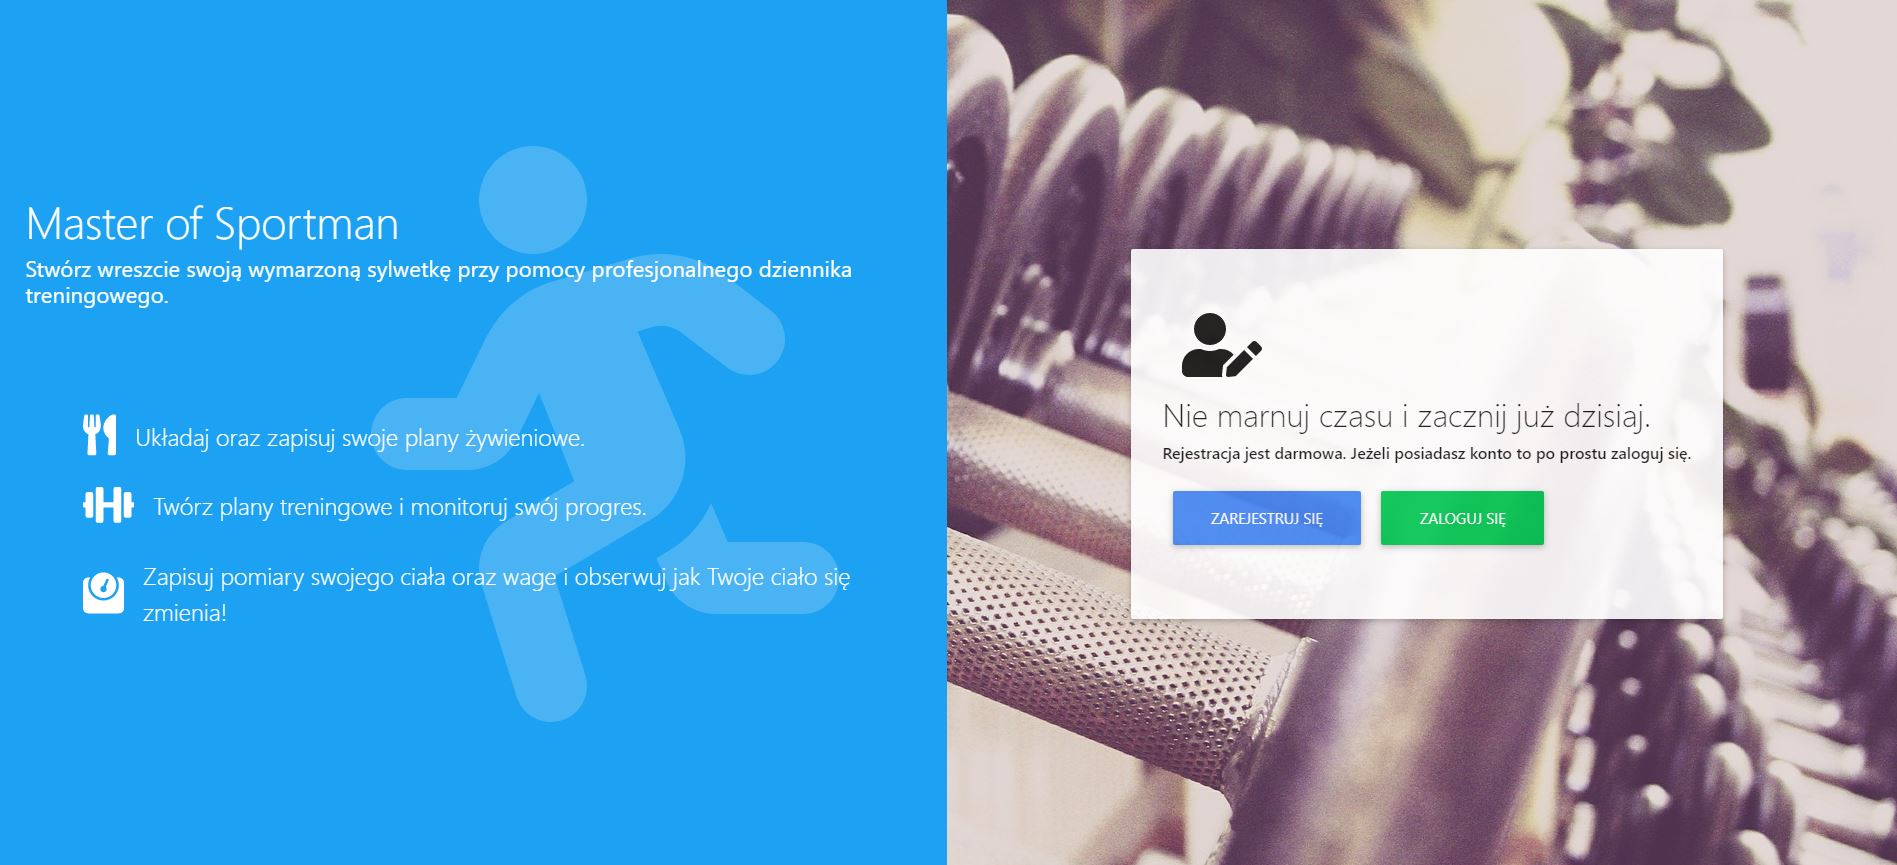 Master of Sportman
Stwórz wreszcie swoją wymarzoną sylwetkę przy pomocy profesjonalnego dziennika
treningowego.
Układaj oraz zapisuj swoje plany żywieniowe.
Twórz plany treningowe i monitoruj swój progres.
Zapisuj pomiary swojego ciała oraz wage i obserwuj jak Twoje ciało się
zmienia!
Nie marnuj czasu i zacznij już dzisiaj.
Rejestracja jest darmowa. Jeżeli posiadasz konto to po prostu zaloguj się.
ZAREJESTRUJ SIĘ
ZALOGUJ SIĘ